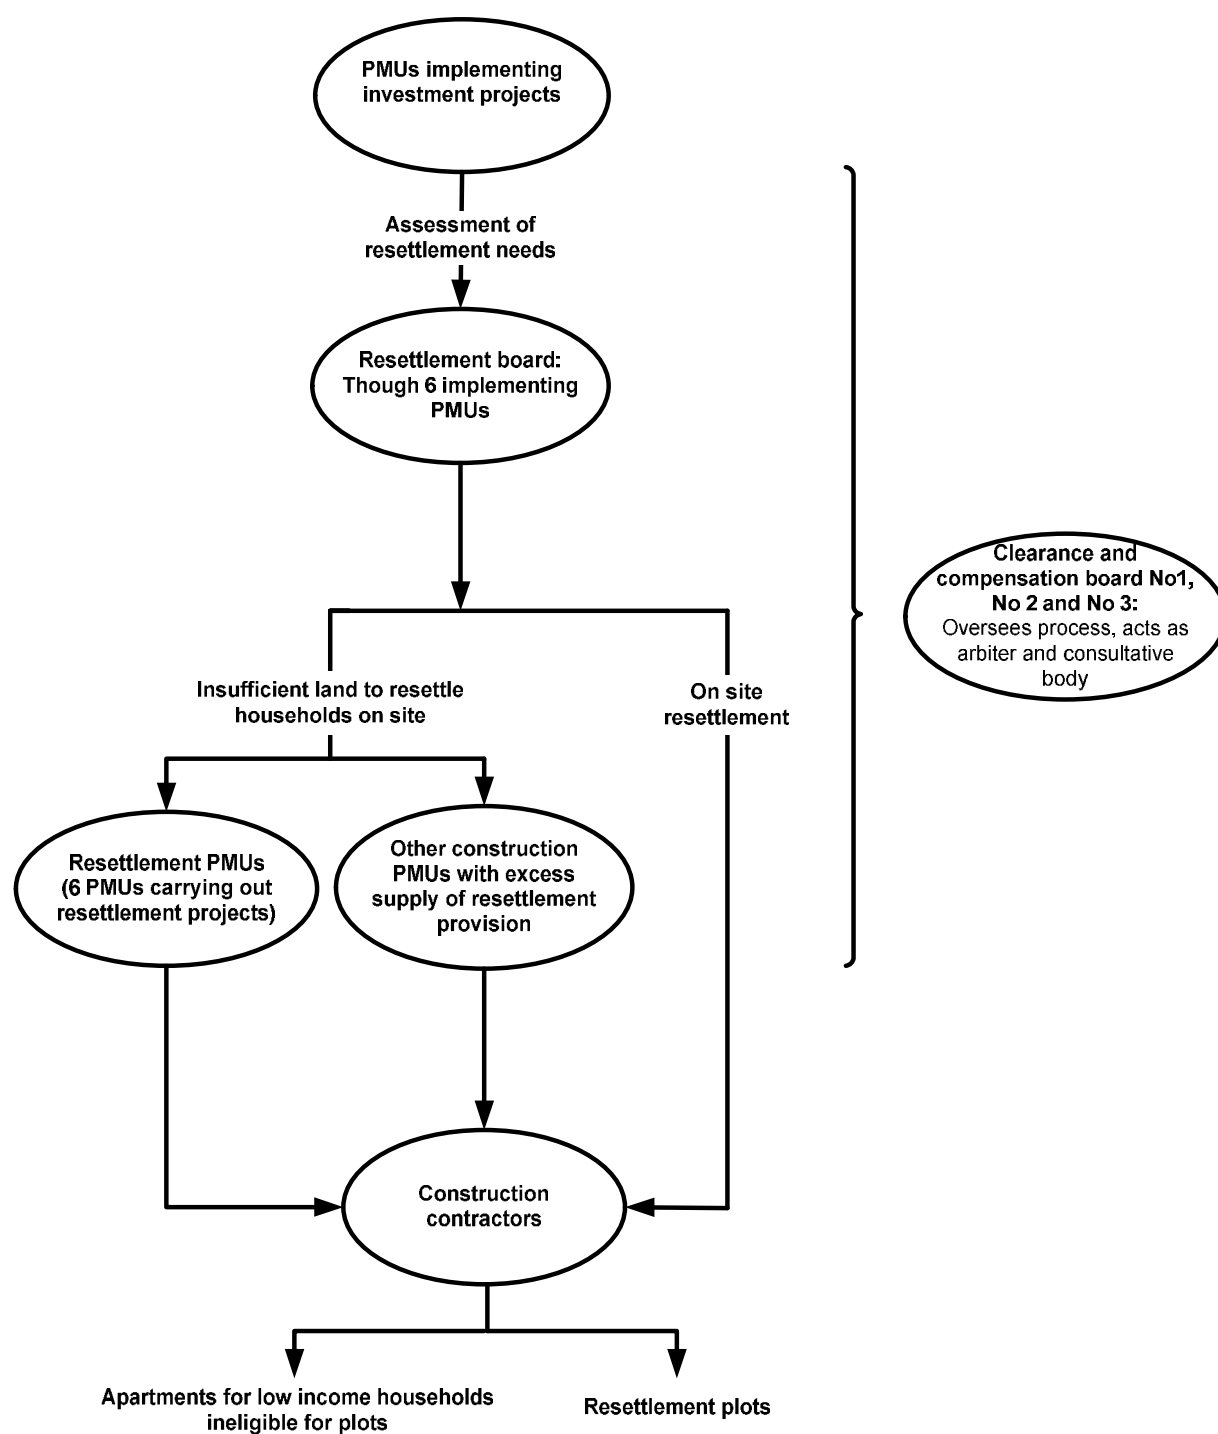 PMUs implementing
investment projects
Assessment of
resettlement needs
Resettlement board:
Though 6 implementing
PMUs
Clearance and
compensation board No1,
No 2 and No 3:
Oversees process, acts as
arbiter and consultative
body
Insufficient land to resettle
households on site
On site
resettlement
Resettlement PMUs
(6 PMUs carrying out
resettlement projects)
Other construction
PMUs with excess
supply of resettlement
provision
Construction
contractors
Apartments for low income households
ineligible for plots
Resettlement plots